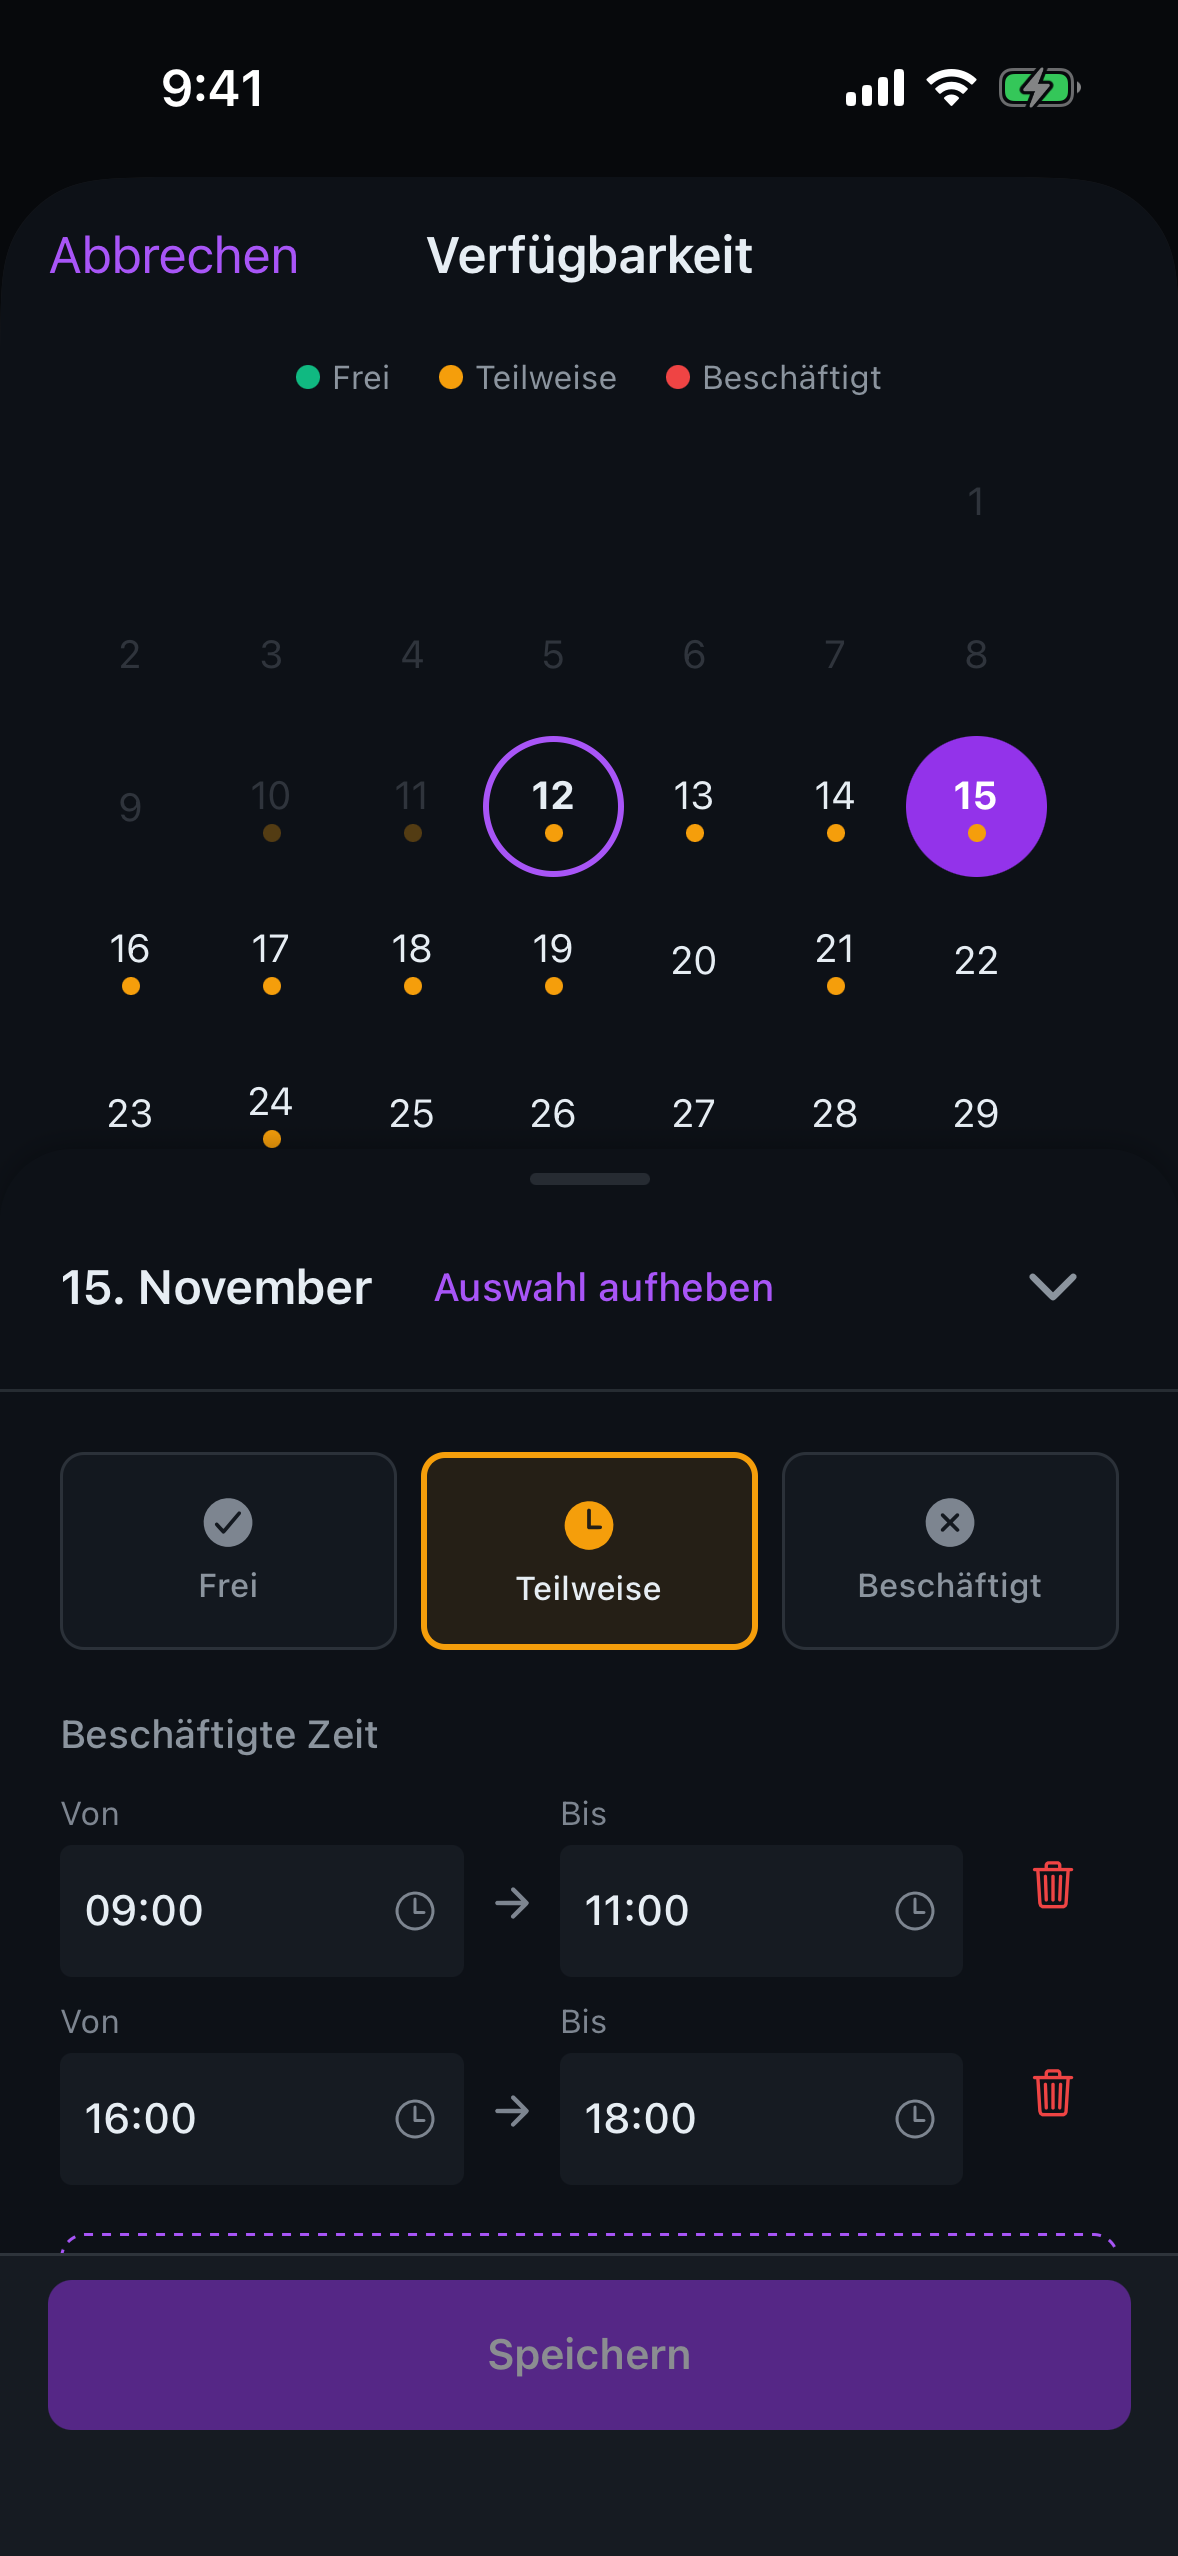 9:41
Abbrechen Verfügbarkeit
Frei Teilweise Beschäftigt
1
2 3 4 5 6 7 8
9 10 11 12 13 14 15
16 17 18 19 20 21 22
23 24 25 26 27 28 29
15. November Auswahl aufheben
Frei Teilweise Beschäftigt
Beschäftigte Zeit
Von Bis
09:00 → 11:00
Von Bis
16:00 → 18:00
Speichern